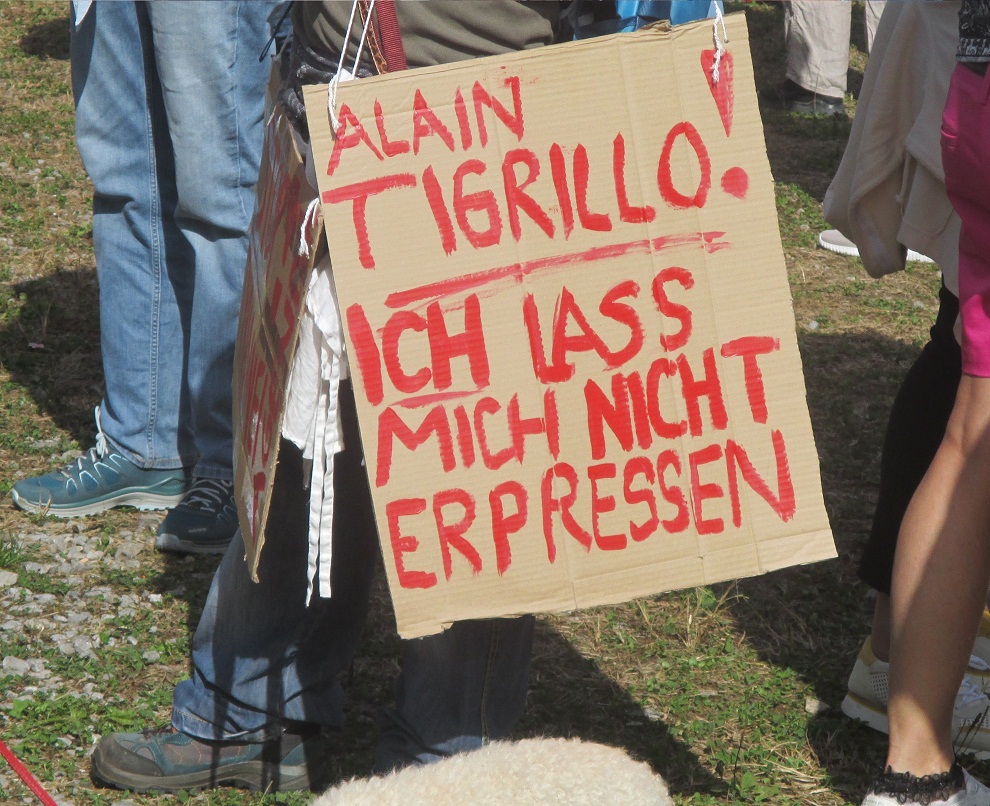 ALAIN
TIGRILLO!
ICH LASS
MICH NICHT
ERPRESSEN